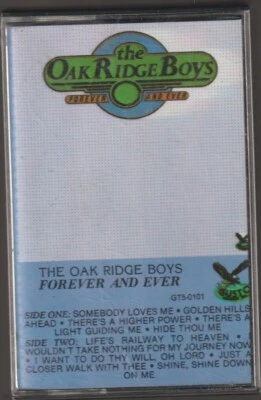 the
OAK RIDGE BOYS
FOREVER AND EVER
THE OAK RIDGE BOYS
FOREVER AND EVER
GT5-0101
SIDE ONE: SOMEBODY LOVES ME • GOLDEN HILLS
AHEAD • THERE'S A HIGHER POWER • THERE'S A
LIGHT GUIDING ME • HIDE THOU ME
SIDE TWO: LIFE'S RAILWAY TO HEAVEN • I
WOULDN'T TAKE NOTHING FOR MY JOURNEY NOW
• I WANT TO DO THY WILL, OH LORD • JUST A
CLOSER WALK WITH THEE • SHINE, SHINE DOWN
ON ME